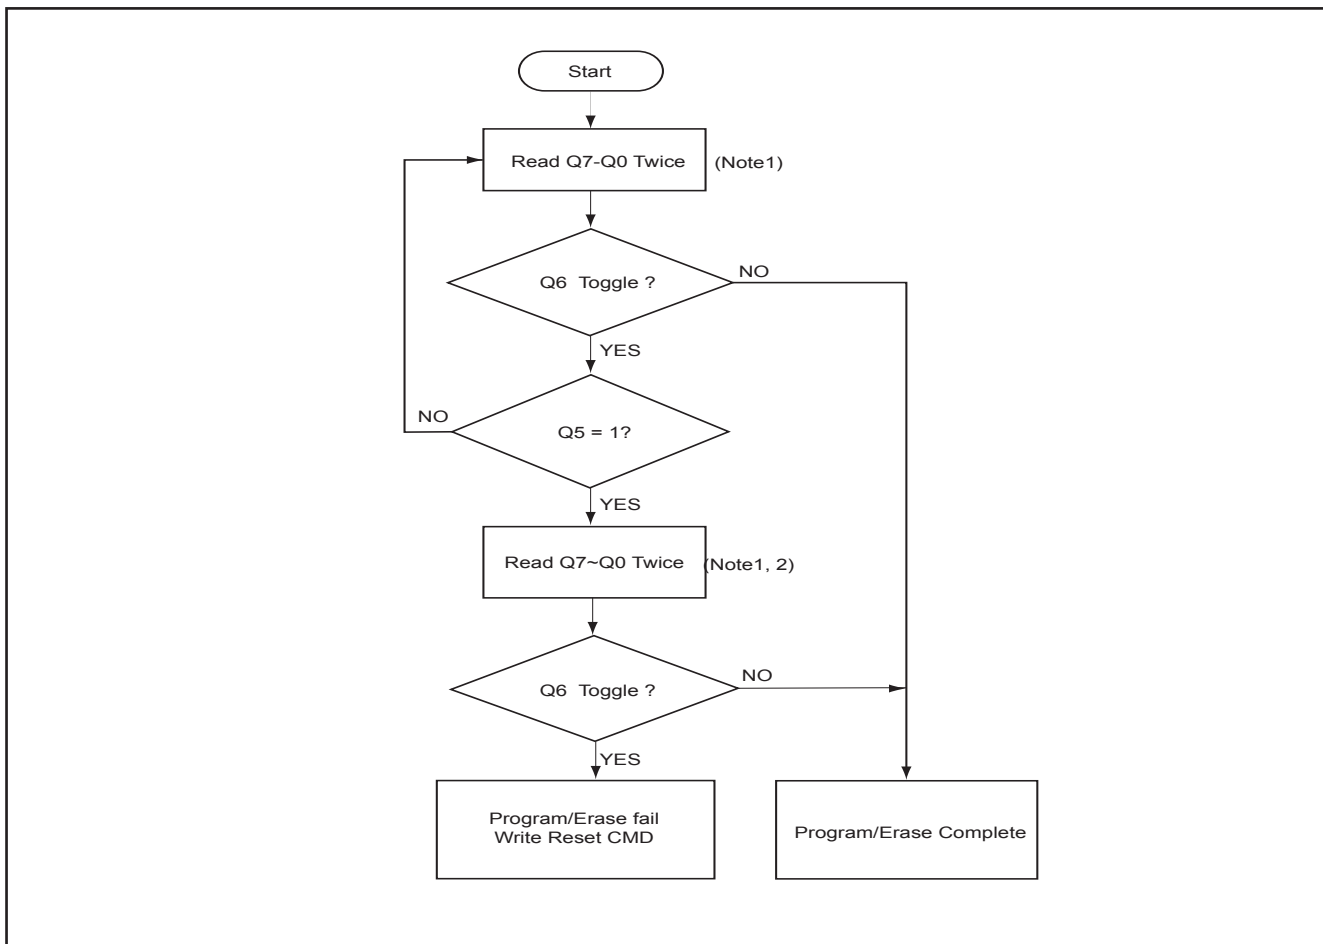 Start
Read Q7-Q0 Twice
(Note1)
Q6 Toggle ?
NO
YES
NO
Q5 = 1?
YES
Read Q7~Q0 Twice
(Note1, 2)
Q6 Toggle ?
NO
YES
Program/Erase fail
Write Reset CMD
Program/Erase Complete